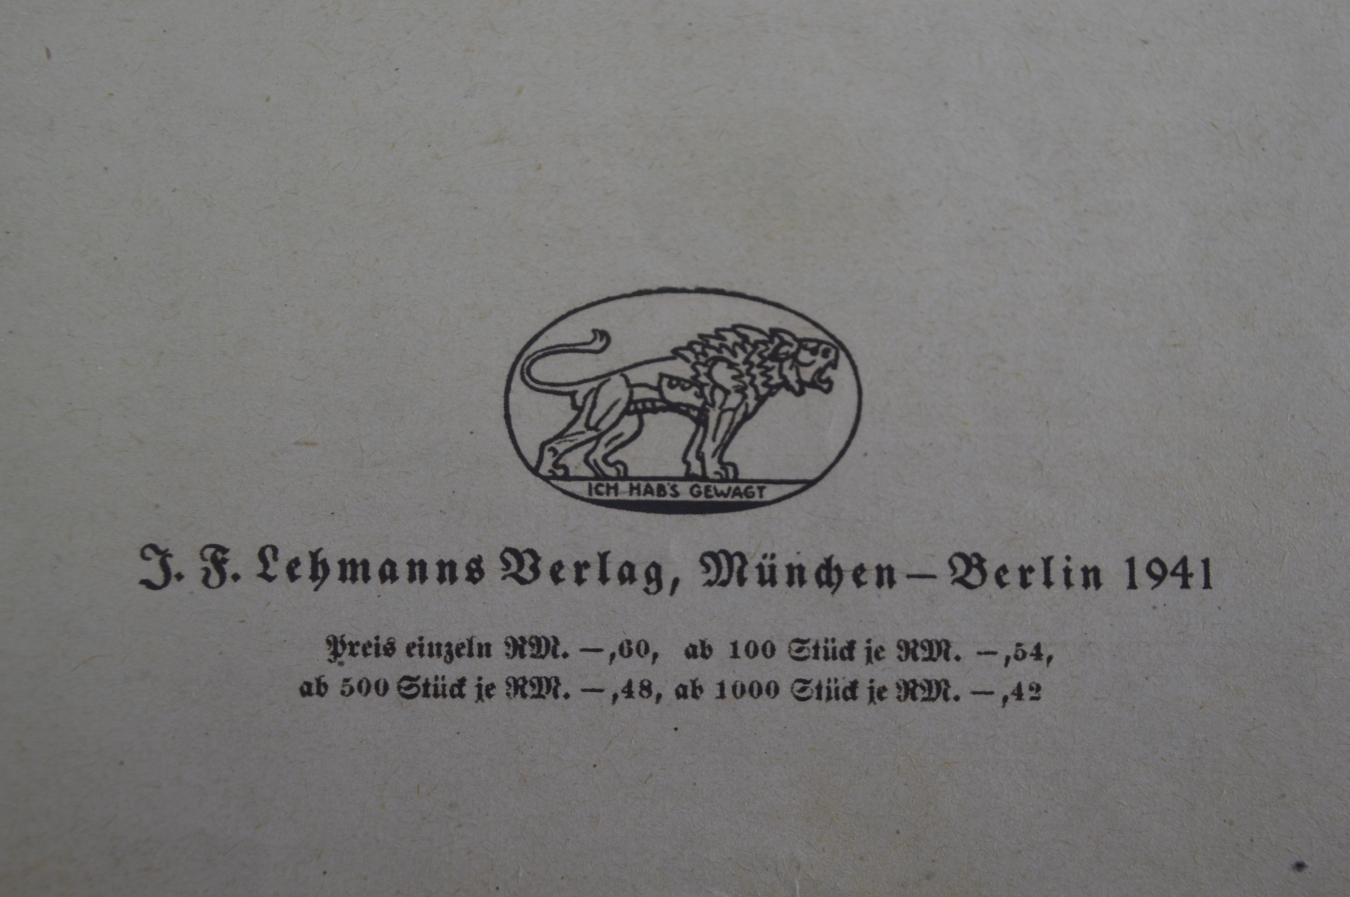 ICH HAB'S GEWAGT
J. F. Lehmanns Verlag, München – Berlin 1941
Preis einzeln RM. –,60, ab 100 Stück je RM. –,54,
ab 500 Stück je RM. –,48, ab 1000 Stück je RM. –,42